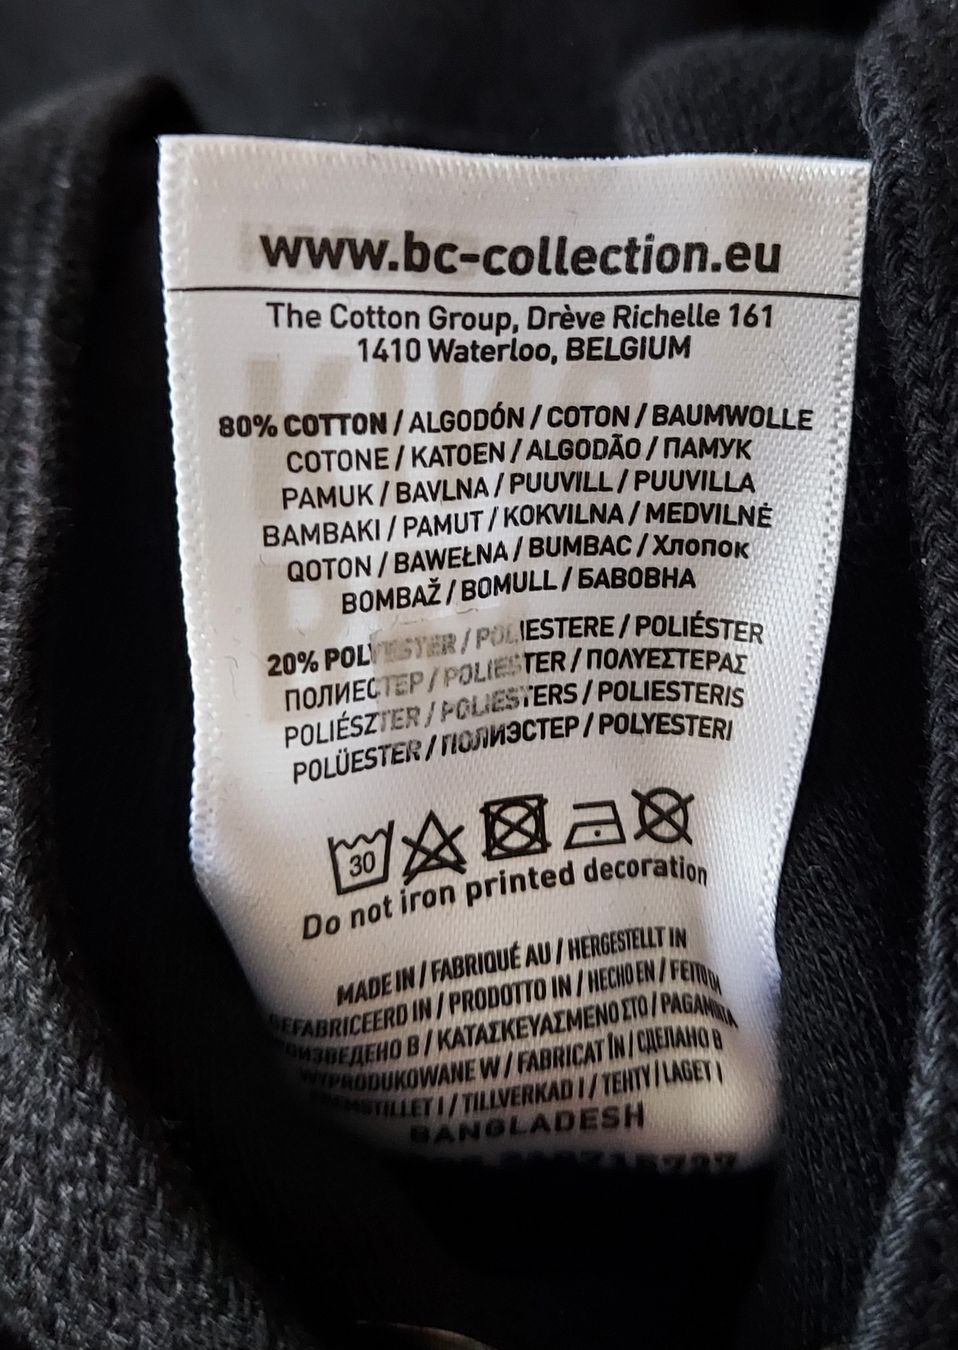 www.bc-collection.eu
The Cotton Group, Drève Richelle 161
1410 Waterloo, BELGIUM
80% COTTON / ALGODÓN / COTON / BAUMWOLLE
COTONE / KATOEN / ALGODÃO / ПАМУК
PAMUK / BAVLNA / PUUVILL / PUUVILLA
BAMBAKI / PAMUT / KOKVILNA / MEDVILNĖ
QOTON / BAWEŁNA / BUMBAC / Хлопок
BOMBAŽ / BOMULL / БАВОВНА
20% POLYESTER / POLIESTERE / POLIÉSTER
ПОЛИЕСТЕР / POLIESTER / ΠΟΛΥΕΣΤΕΡΑΣ
POLIÉSZTER / POLIESTERS / POLIESTERIS
POLÜESTER / ПОЛИЭСТЕР / POLYESTERI
30
Do not iron printed decoration
MADE IN / FABRIQUÉ AU / HERGESTELLT IN
GEFABRICEERD IN / PRODOTTO IN / HECHO EN / FEITO
В / ΚΑΤΑΣΚΕΥΑΣΜΕΝΟ ΣΤΟ /
WYPRODUKOWANE W / FABRICAT ÎN / СДЕЛАНО В
FREMSTILLET I / TILLVERKAD I / TEHTY I LAGET I
BANGLADESH